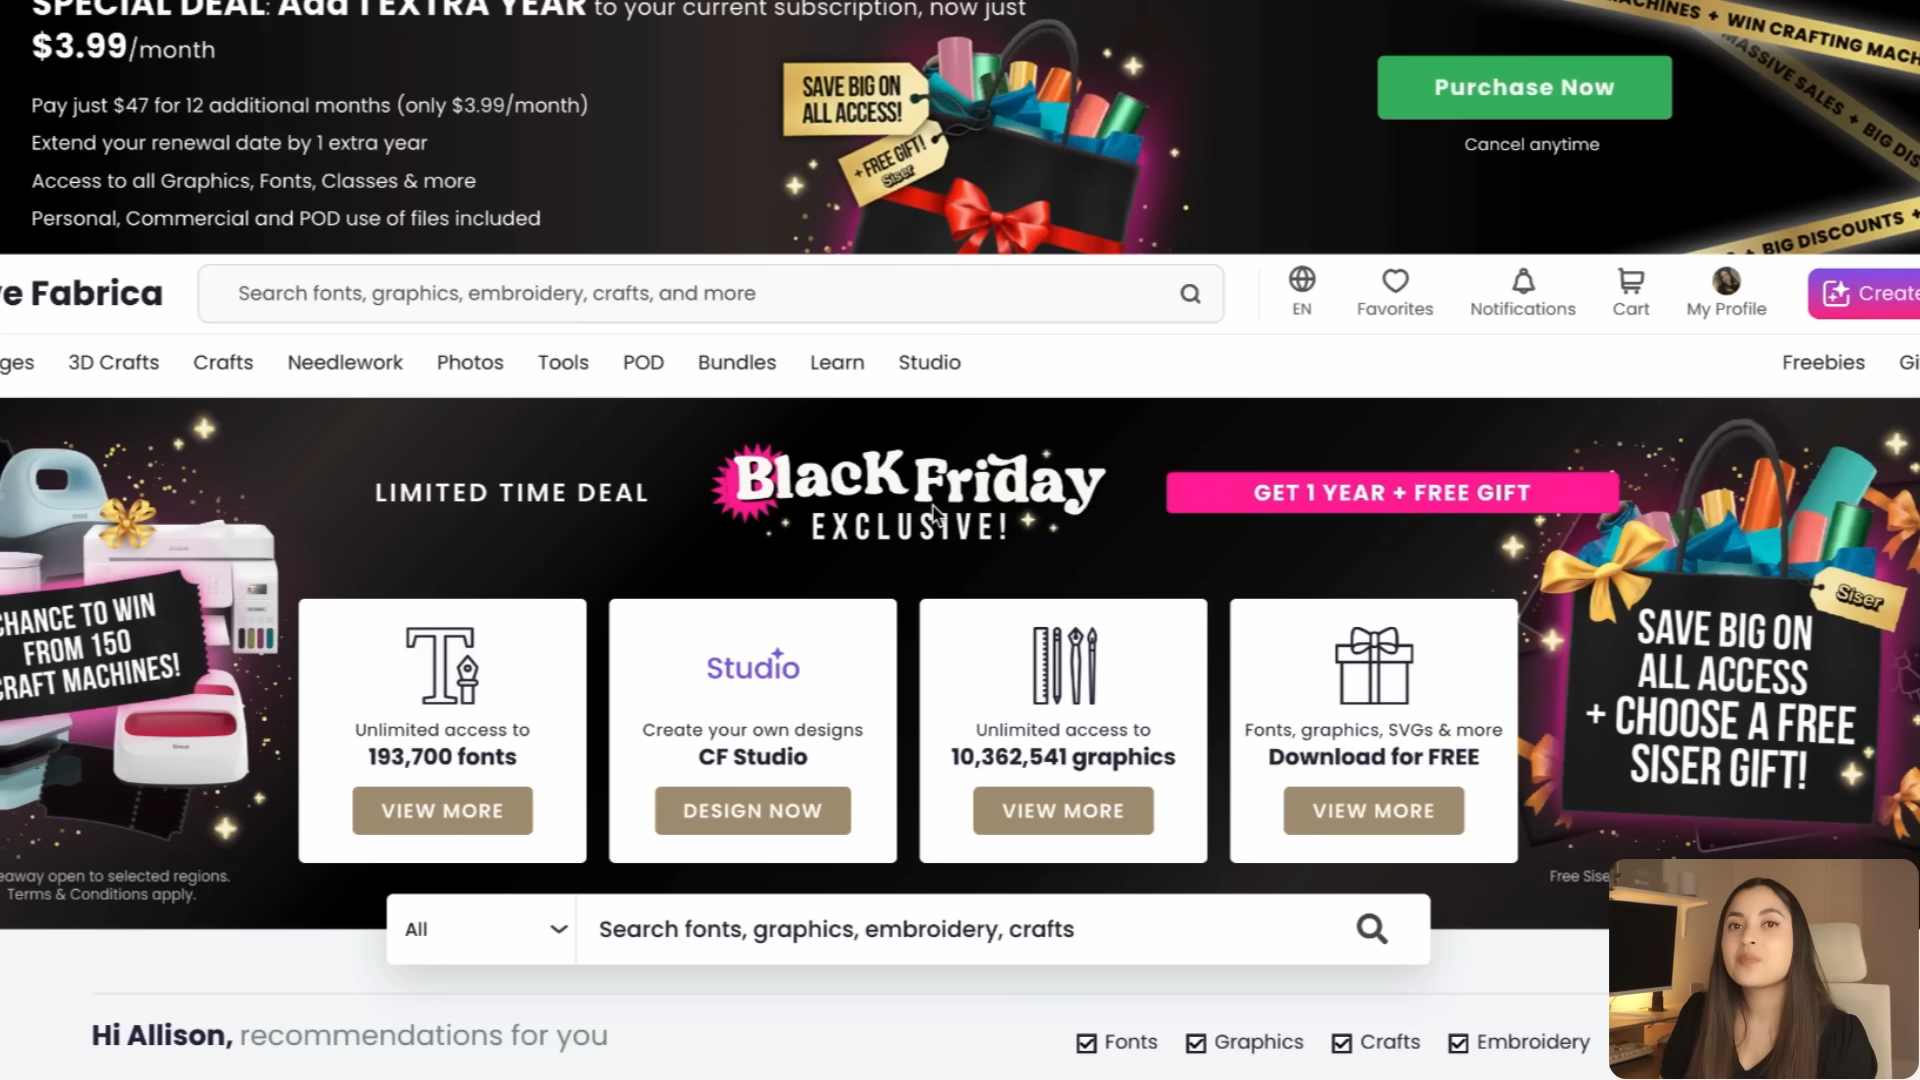 SPECIAL DEAL: Add 1 EXTRA YEAR to your current subscription, now just
$3.99/month
Pay just $47 for 12 additional months (only $3.99/month)
Extend your renewal date by 1 extra year
Access to all Graphics, Fonts, Classes & more
Personal, Commercial and POD use of files included
SAVE BIG ON
ALL ACCESS!
+ FREE GIFT!
Siser
Purchase Now
Cancel anytime
MACHINES + WIN CRAFTING MACH
MASSIVE SALES + BIG DIS
+ BIG DISCOUNTS +
ve Fabrica
Search fonts, graphics, embroidery, crafts, and more
EN
Favorites
Notifications
Cart
My Profile
Create
ges
3D Crafts
Crafts
Needlework
Photos
Tools
POD
Bundles
Learn
Studio
Freebies
Gi
LIMITED TIME DEAL
Black Friday
EXCLUSIVE!
GET 1 YEAR + FREE GIFT
CHANCE TO WIN
FROM 150
CRAFT MACHINES!
Unlimited access to
193,700 fonts
VIEW MORE
Studio
Create your own designs
CF Studio
DESIGN NOW
Unlimited access to
10,362,541 graphics
VIEW MORE
Fonts, graphics, SVGs & more
Download for FREE
VIEW MORE
Siser
SAVE BIG ON
ALL ACCESS
+ CHOOSE A FREE
SISER GIFT!
eaway open to selected regions.
Terms & Conditions apply.
Free Sise
All
Search fonts, graphics, embroidery, crafts
Hi Allison, recommendations for you
Fonts
Graphics
Crafts
Embroidery